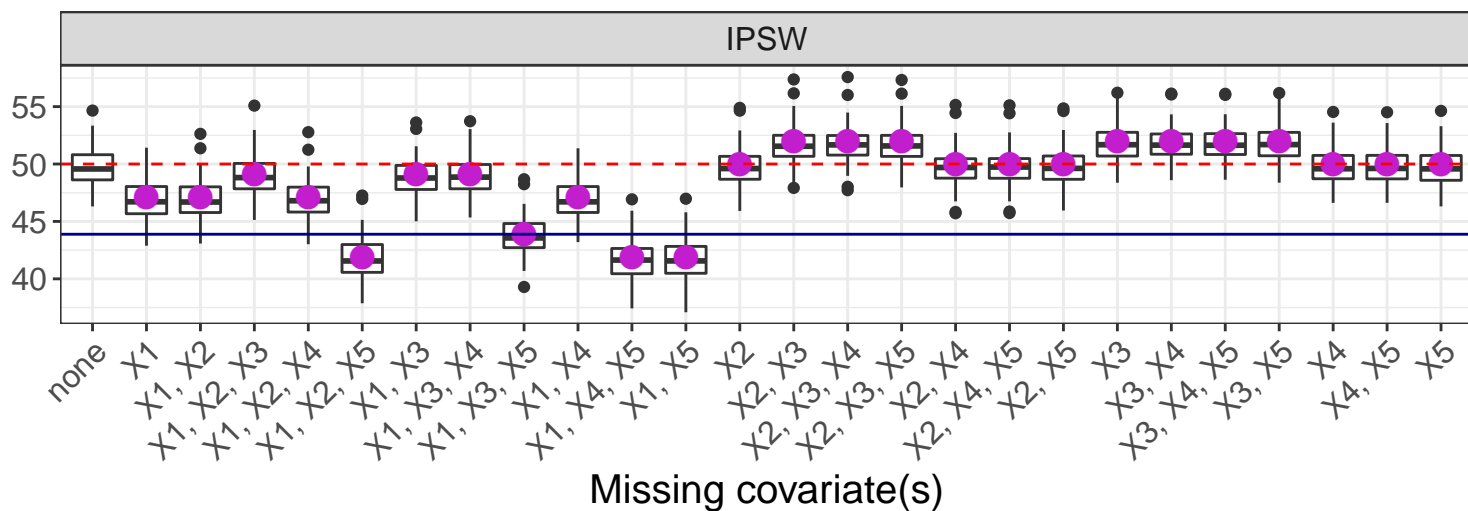 IPSW
55
50
45
40
none
X1
X1, X2
X1, X2, X3
X1, X2, X4
X1, X2, X5
X1, X3
X1, X3, X4
X1, X3, X5
X1, X4
X1, X4, X5
X1, X5
X2
X2, X3
X2, X3, X4
X2, X3, X5
X2, X4
X2, X4, X5
X2, X5
X3
X3, X4
X3, X4, X5
X3, X5
X4
X4, X5
X5
Missing covariate(s)